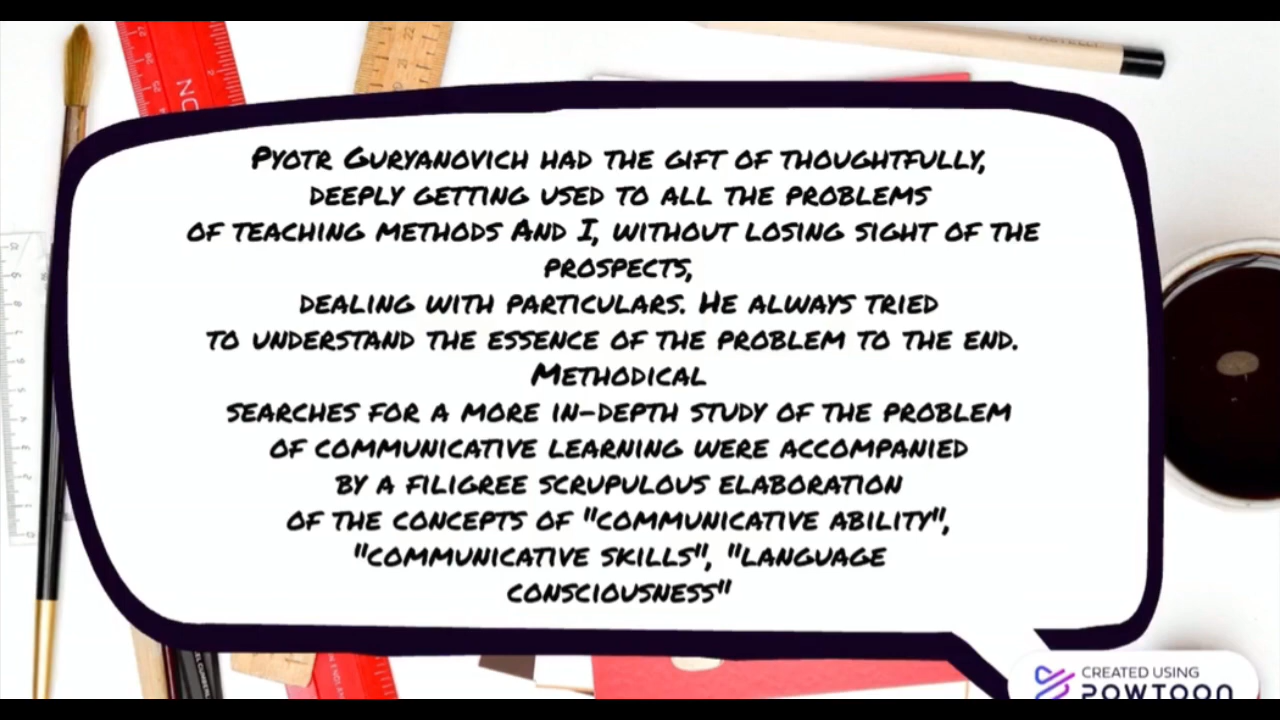 CASTELL
NO
Pyotr Guryanovich had the gift of thoughtfully,
deeply getting used to all the problems
of teaching methods And I, without losing sight of the
prospects,
dealing with particulars. He always tried
to understand the essence of the problem to the end.
Methodical
searches for a more in-depth study of the problem
of communicative learning were accompanied
by a filigree scrupulous elaboration
of the concepts of "communicative ability",
"communicative skills", "language
consciousness"
CREATED USING
POWTOON